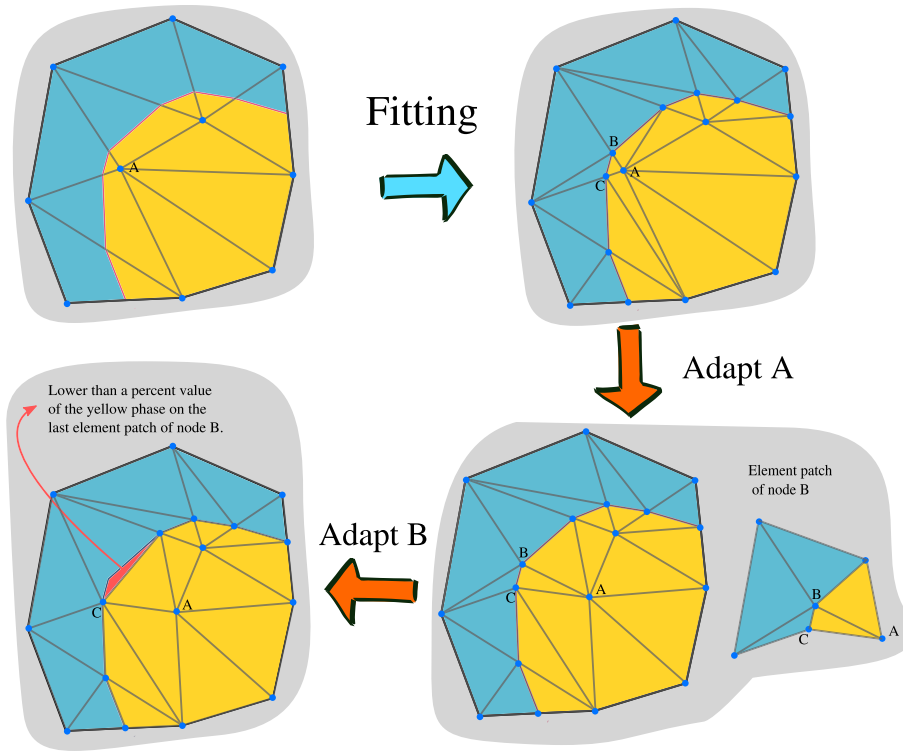 Fitting
A
B
C
A
Adapt A
Lower than a percent value
of the yellow phase on the
last element patch of node B.
Element patch
of node B
Adapt B
B
C
A
B
C
A
C
A